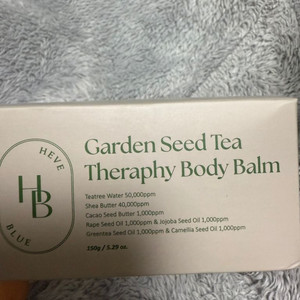 HEVE
HB
BLUE
Garden Seed Tea
Theraphy Body Balm
Teatree Water 50,000ppm
Shea Butter 40,000ppm
Cacao Seed Butter 1,000ppm
Rape Seed Oil 1,000ppm & Jojoba Seed Oil 1,000ppm
Greentea Seed Oil 1,000ppm & Camellia Seed Oil 1,000ppm
150g / 5.29 oz.